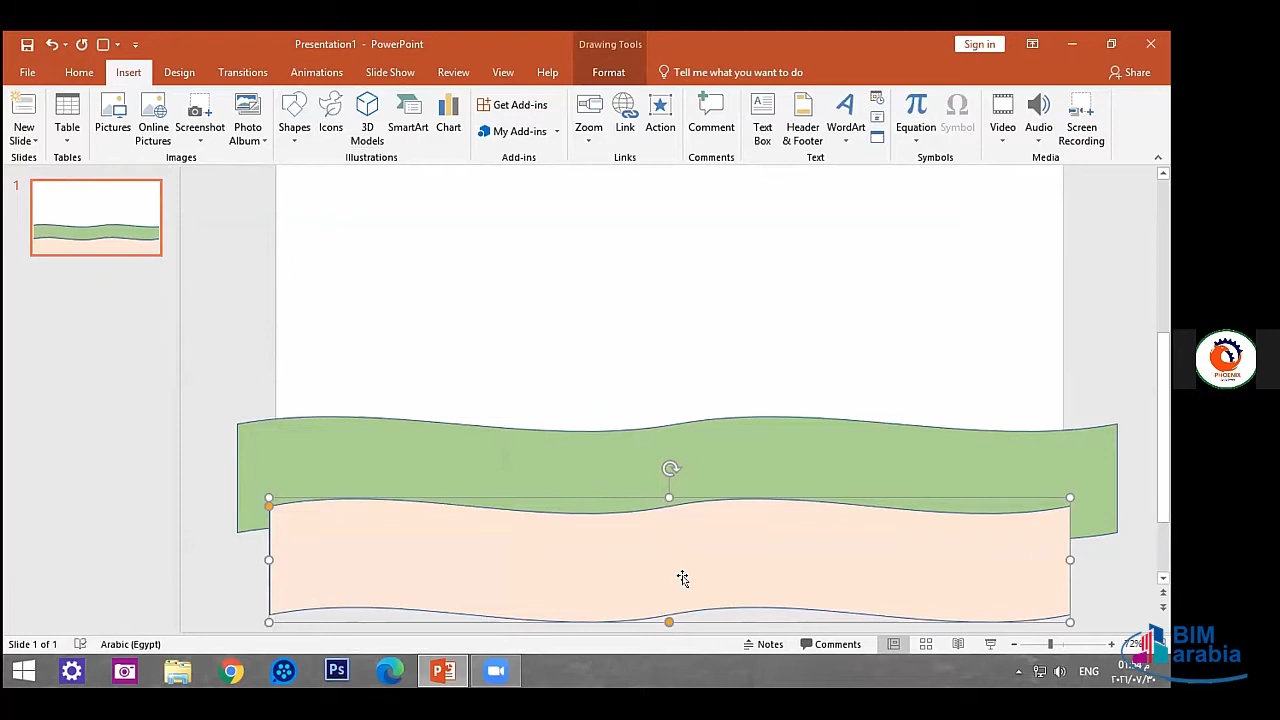 Presentation1 - PowerPoint
Drawing Tools
Sign in
File
Home
Insert
Design
Transitions
Animations
Slide Show
Review
View
Help
Format
Tell me what you want to do
Share
New
Slide
Table
Pictures
Online
Pictures
Screenshot
Photo
Album
Shapes
Icons
3D
Models
SmartArt
Chart
Get Add-ins
My Add-ins
Zoom
Link
Action
Comment
Text
Box
Header
& Footer
WordArt
Equation
Symbol
Video
Audio
Screen
Recording
Slides
Tables
Images
Illustrations
Add-ins
Links
Comments
Text
Symbols
Media
1
PHOENIX
Slide 1 of 1
Arabic (Egypt)
Notes
Comments
72%
BIM
arabia
Ps
ENG